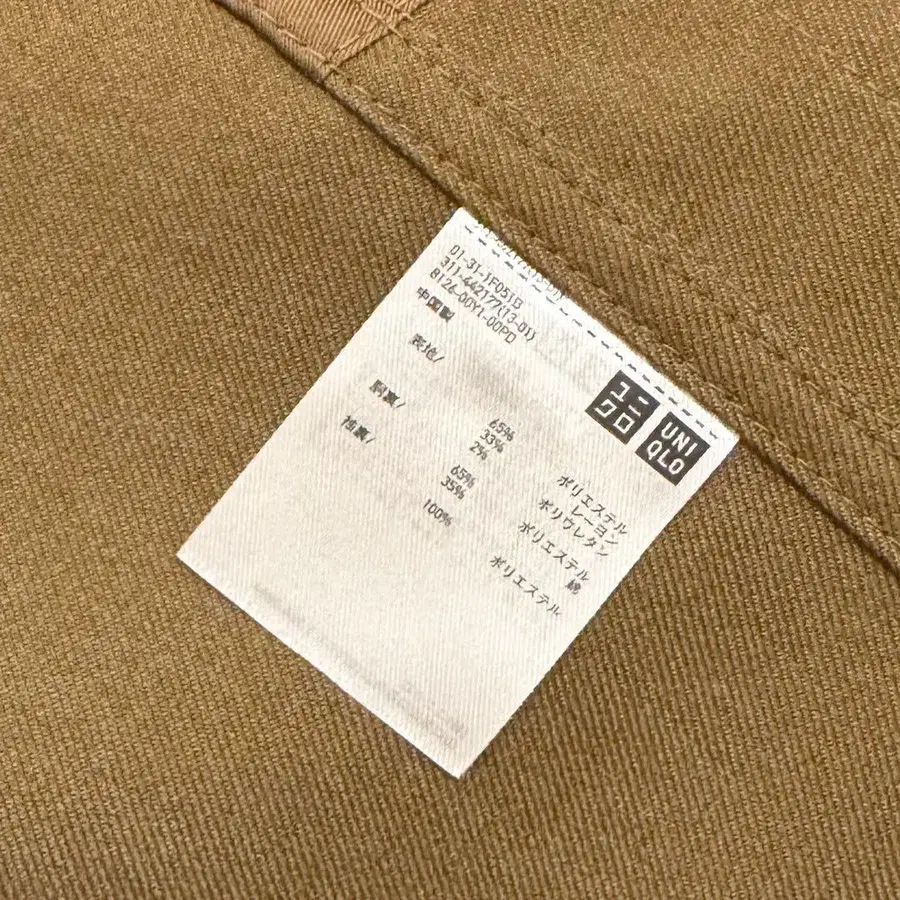 ユニ
クロ
UNI
QLO
01-31-1F051B
311-442177(13-01)
8126-00Y1-00PD
中国製
表地/
65% ポリエステル
33% レーヨン
2% ポリウレタン
胴裏/
65% ポリエステル
35% 綿
袖裏/
100% ポリエステル